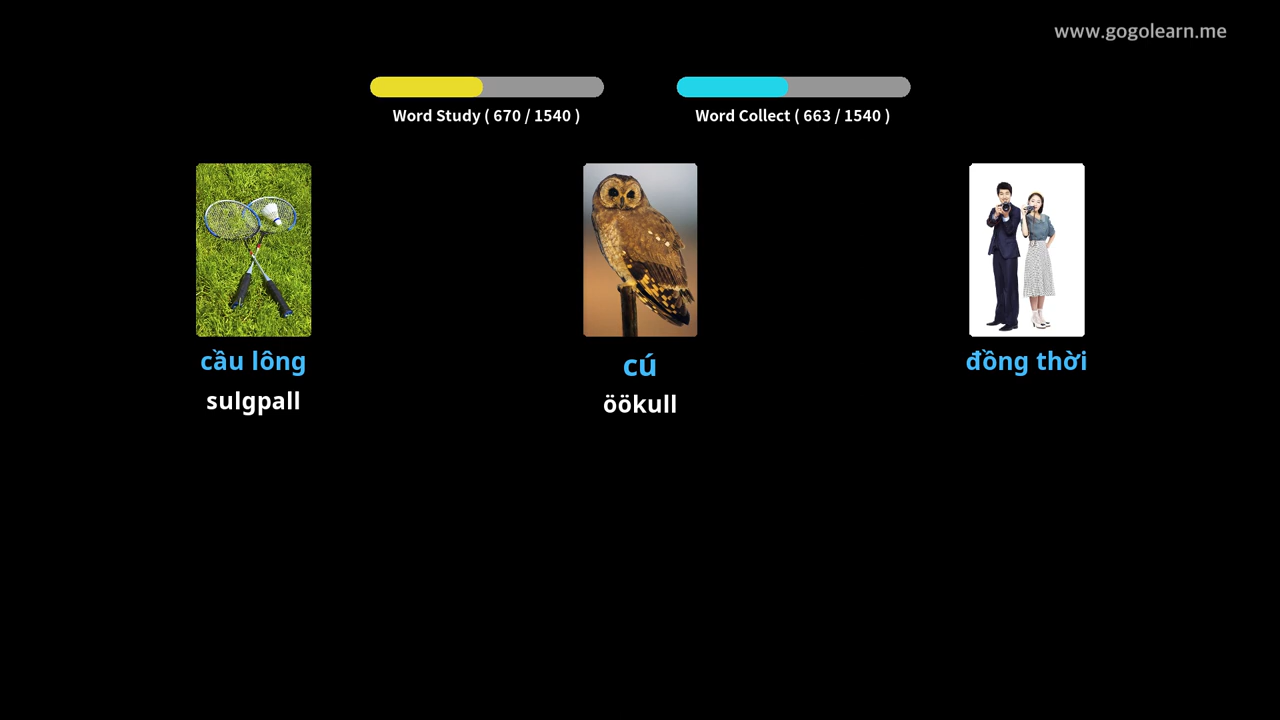 www.gogolearn.me
Word Study ( 670 / 1540 )
Word Collect ( 663 / 1540 )
cầu lông
sulgpall
cú
öökull
đồng thời